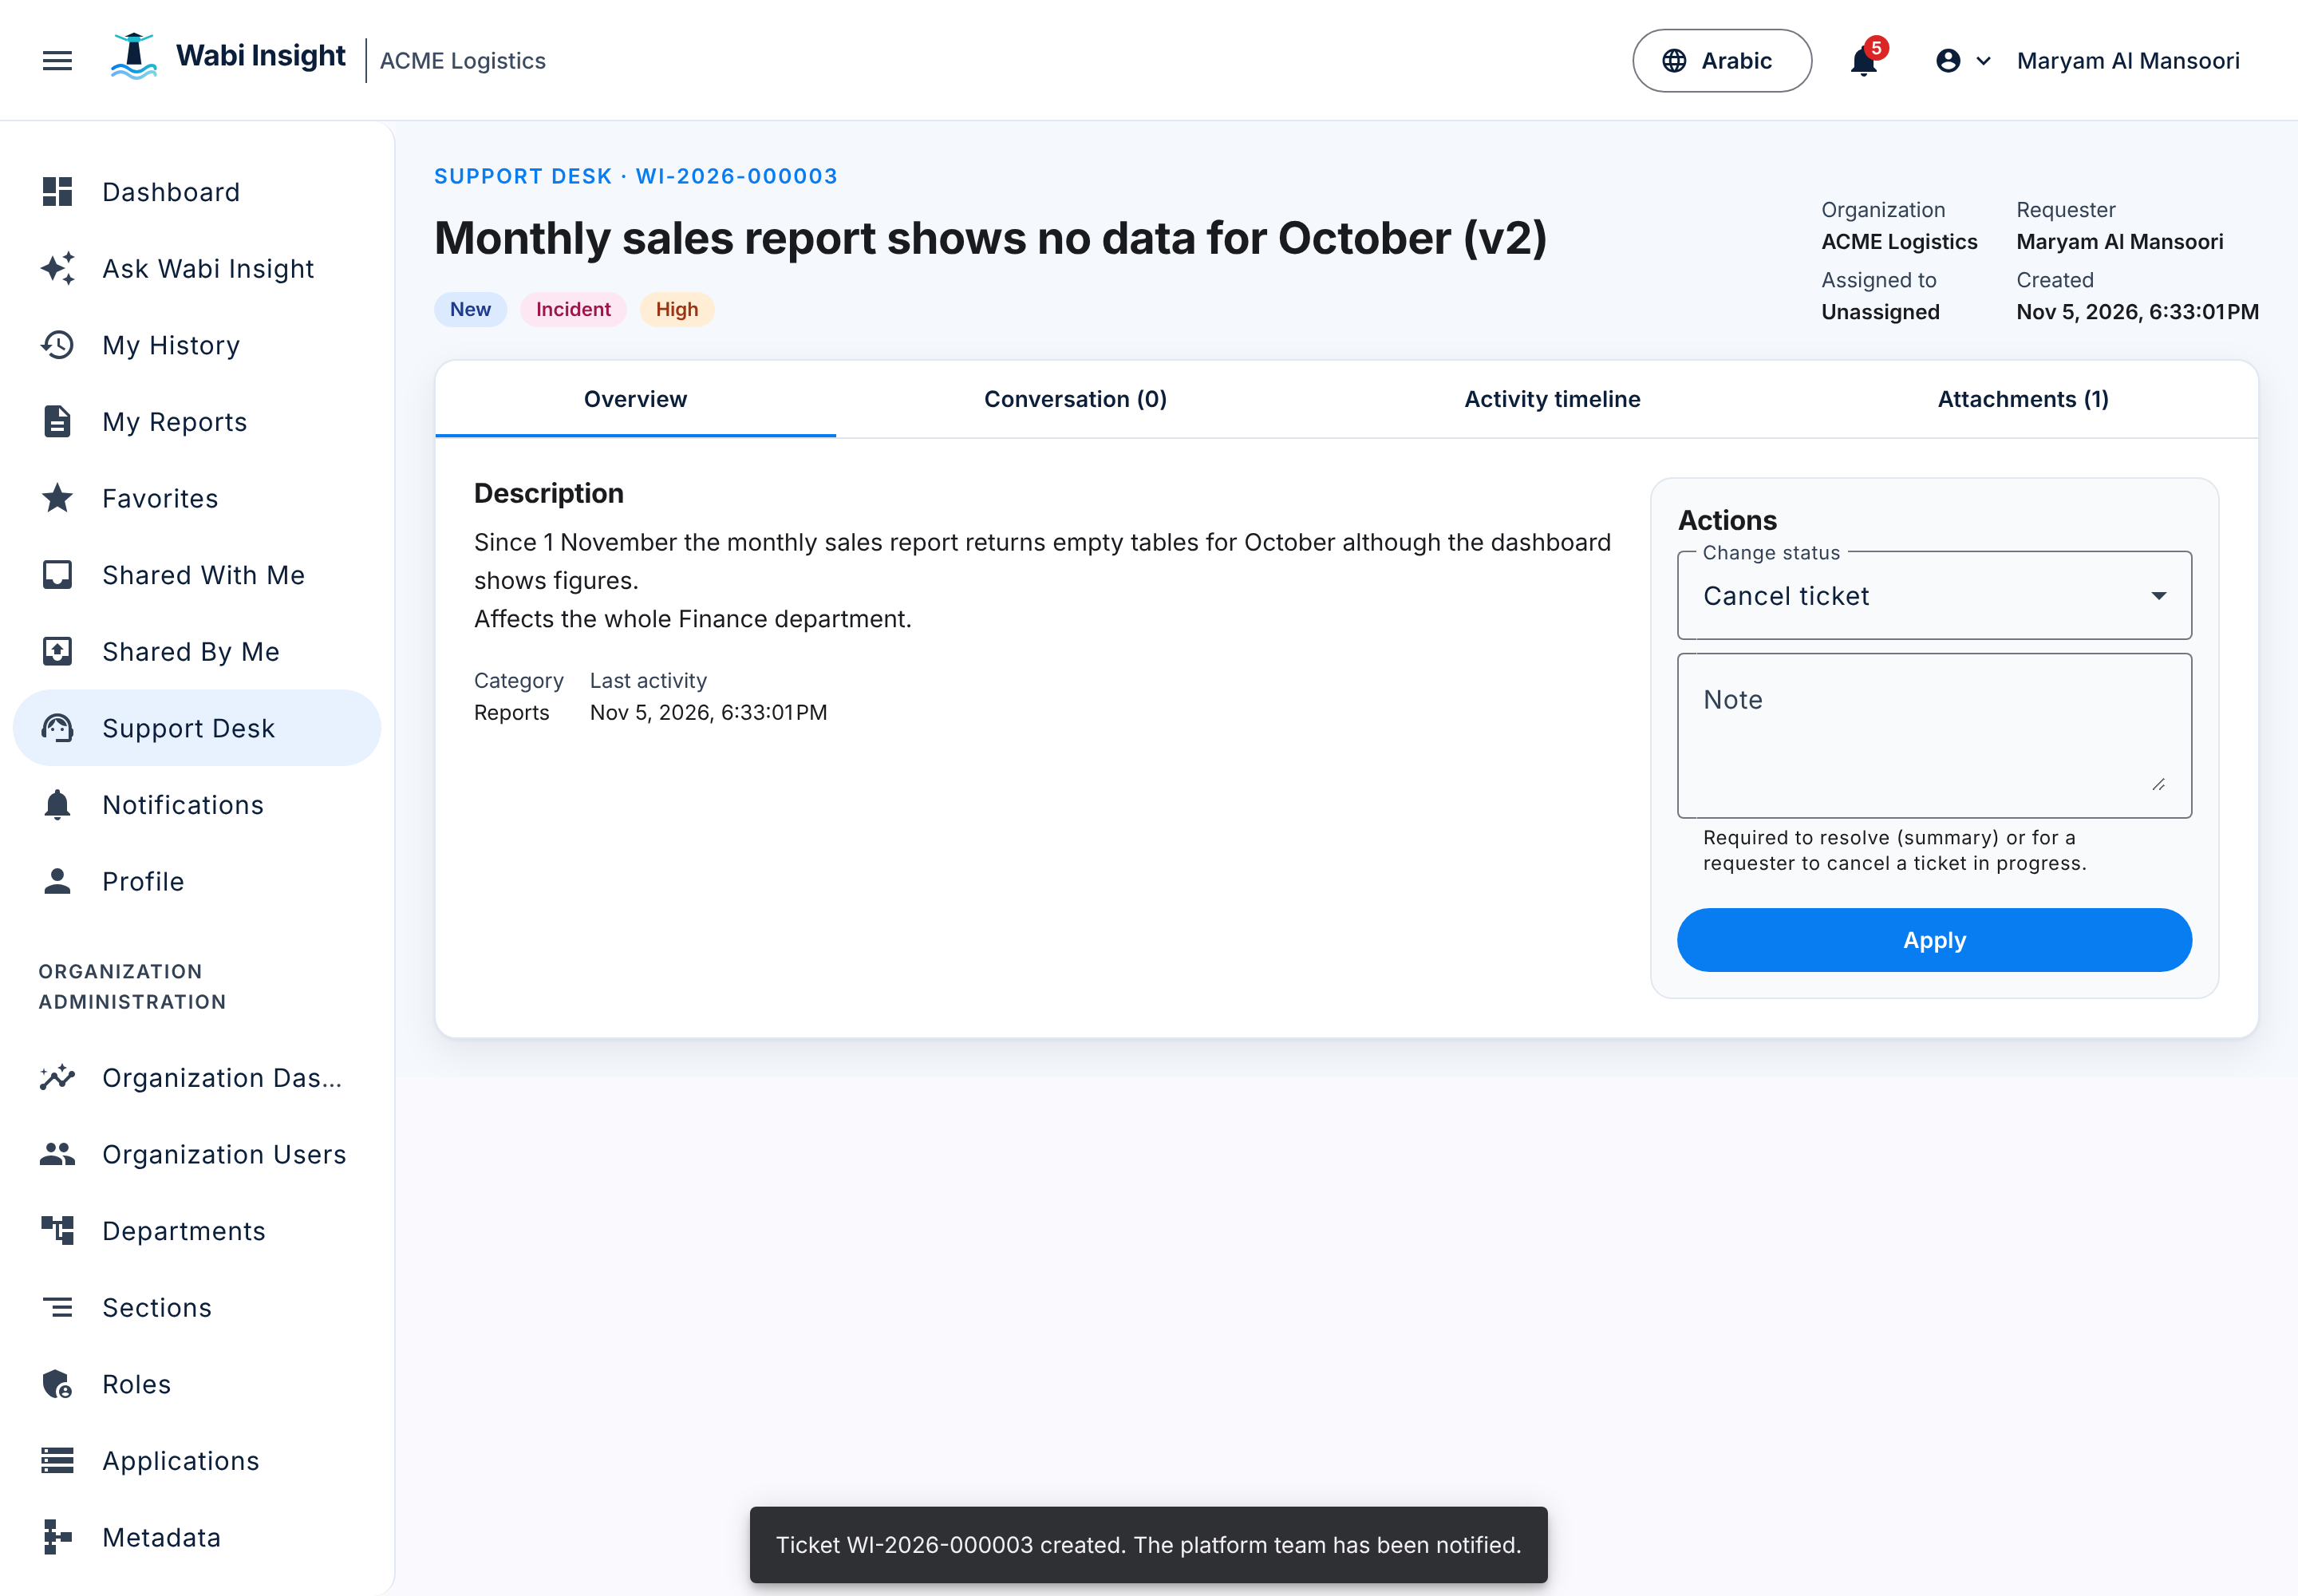 Wabi Insight
ACME Logistics
Arabic
5
Maryam Al Mansoori
Dashboard
Ask Wabi Insight
My History
My Reports
Favorites
Shared With Me
Shared By Me
Support Desk
Notifications
Profile
ORGANIZATION
ADMINISTRATION
Organization Das...
Organization Users
Departments
Sections
Roles
Applications
Metadata
SUPPORT DESK · WI-2026-000003
Monthly sales report shows no data for October (v2)
New
Incident
High
Organization
ACME Logistics
Requester
Maryam Al Mansoori
Assigned to
Unassigned
Created
Nov 5, 2026, 6:33:01 PM
Overview
Conversation (0)
Activity timeline
Attachments (1)
Description
Since 1 November the monthly sales report returns empty tables for October although the dashboard
shows figures.
Affects the whole Finance department.
Category
Reports
Last activity
Nov 5, 2026, 6:33:01 PM
Actions
Change status
Cancel ticket
Note
Required to resolve (summary) or for a
requester to cancel a ticket in progress.
Apply
Ticket WI-2026-000003 created. The platform team has been notified.